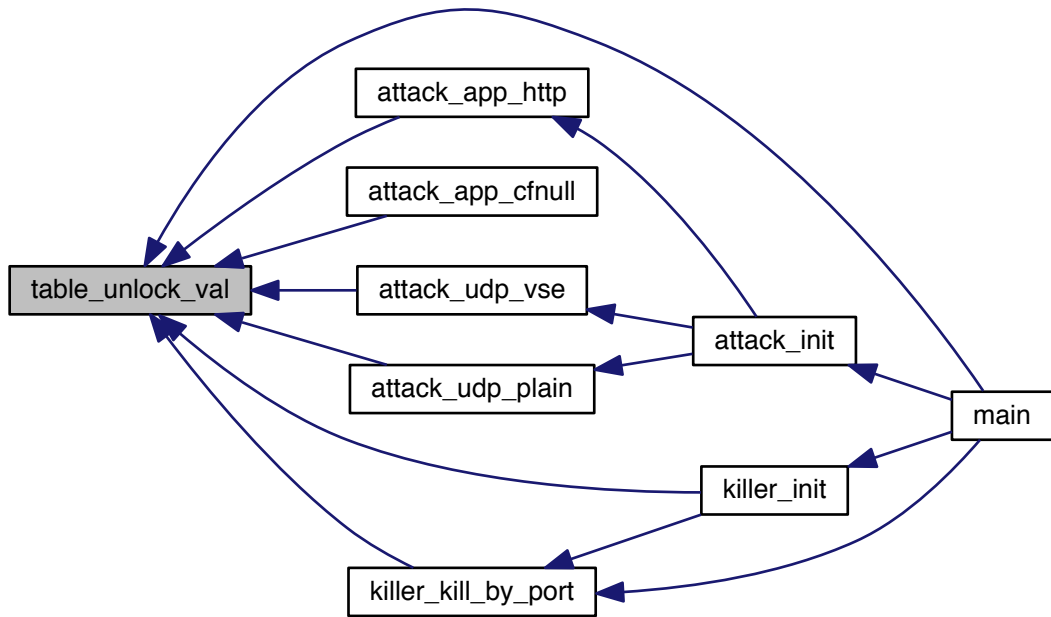 attack_app_http
attack_app_cfnull
table_unlock_val
attack_udp_vse
attack_init
attack_udp_plain
main
killer_init
killer_kill_by_port